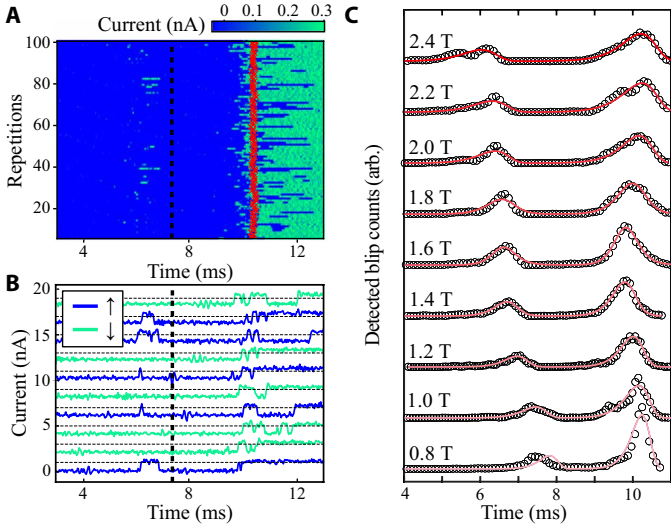 A
Current (nA)
0 0.1 0.2 0.3
100
80
60
40
20
Repetitions
4 8 12
Time (ms)
B
↑
↓
20
15
10
5
0
Current (nA)
4 8 12
Time (ms)
C
2.4 T
2.2 T
2.0 T
1.8 T
1.6 T
1.4 T
1.2 T
1.0 T
0.8 T
Detected blip counts (arb.)
4 6 8 10
Time (ms)